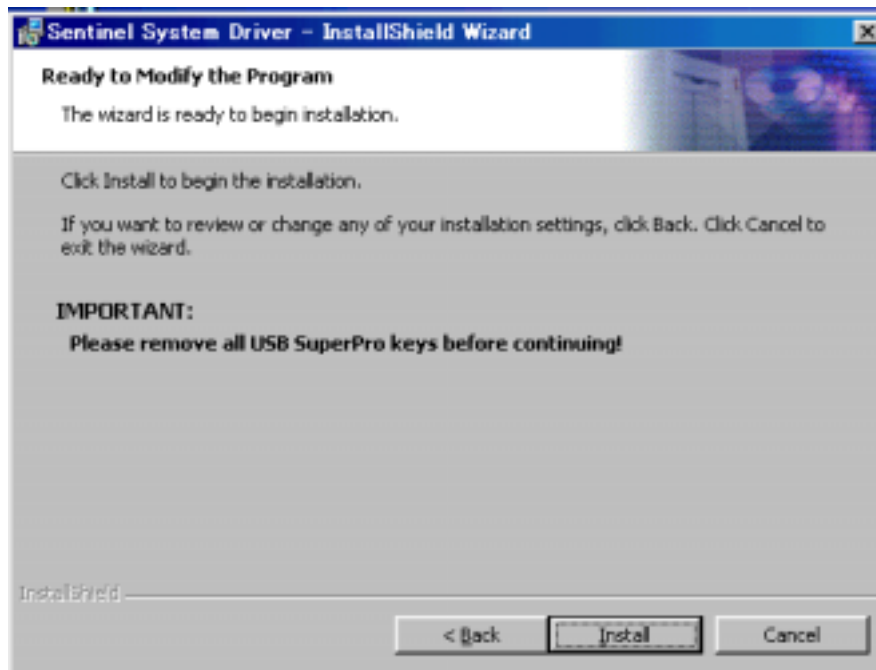 Sentinel System Driver - InstallShield Wizard
Ready to Modify the Program
The wizard is ready to begin installation.
Click Install to begin the installation.
If you want to review or change any of your installation settings, click Back. Click Cancel to
exit the wizard.
IMPORTANT:
Please remove all USB SuperPro keys before continuing!
InstallShield
< Back
Install
Cancel